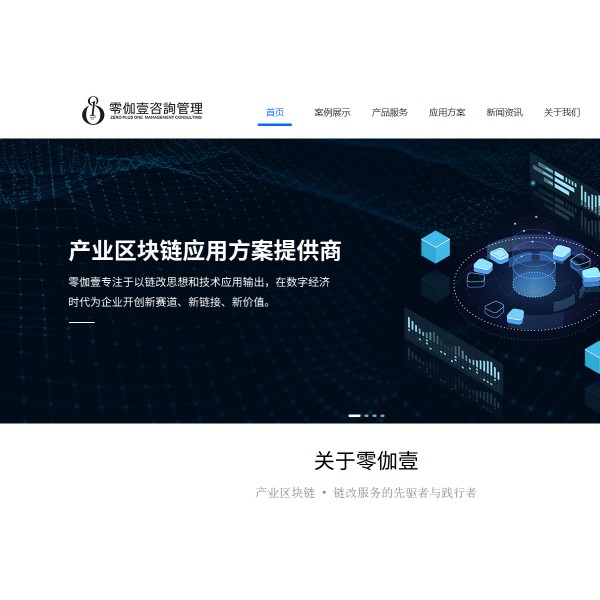 零伽壹咨詢管理
ZERO PLUS ONE MANAGEMENT CONSULTING
首页 案例展示 产品服务 应用方案 新闻资讯 关于我们
产业区块链应用方案提供商
零伽壹专注于以链改思想和技术应用输出，在数字经济
时代为企业开创新赛道、新链接、新价值。
关于零伽壹
产业区块链 • 链改服务的先驱者与践行者